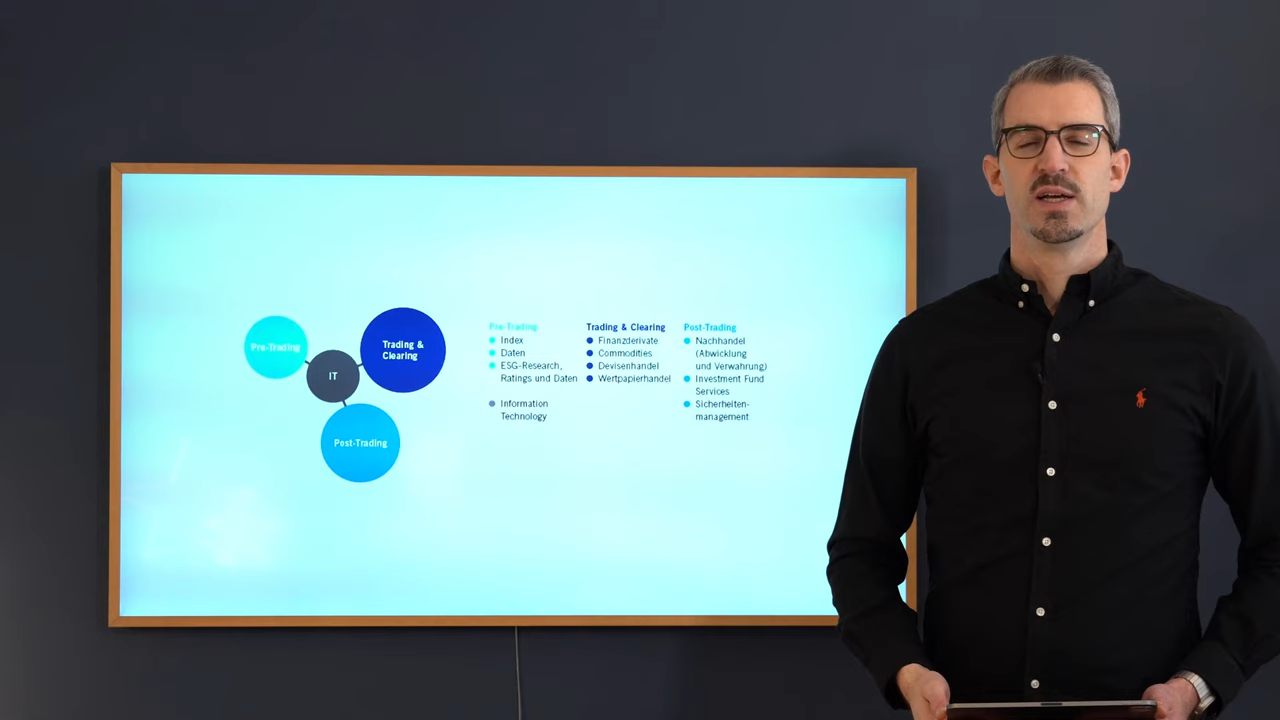 Pre-Trading
IT
Trading &
Clearing
Post-Trading
Pre-Trading
Index
Daten
ESG-Research,
Ratings und Daten
Information
Technology
Trading & Clearing
Finanzderivate
Commodities
Devisenhandel
Wertpapierhandel
Post-Trading
Nachhandel
(Abwicklung
und Verwahrung)
Investment Fund
Services
Sicherheiten-
management